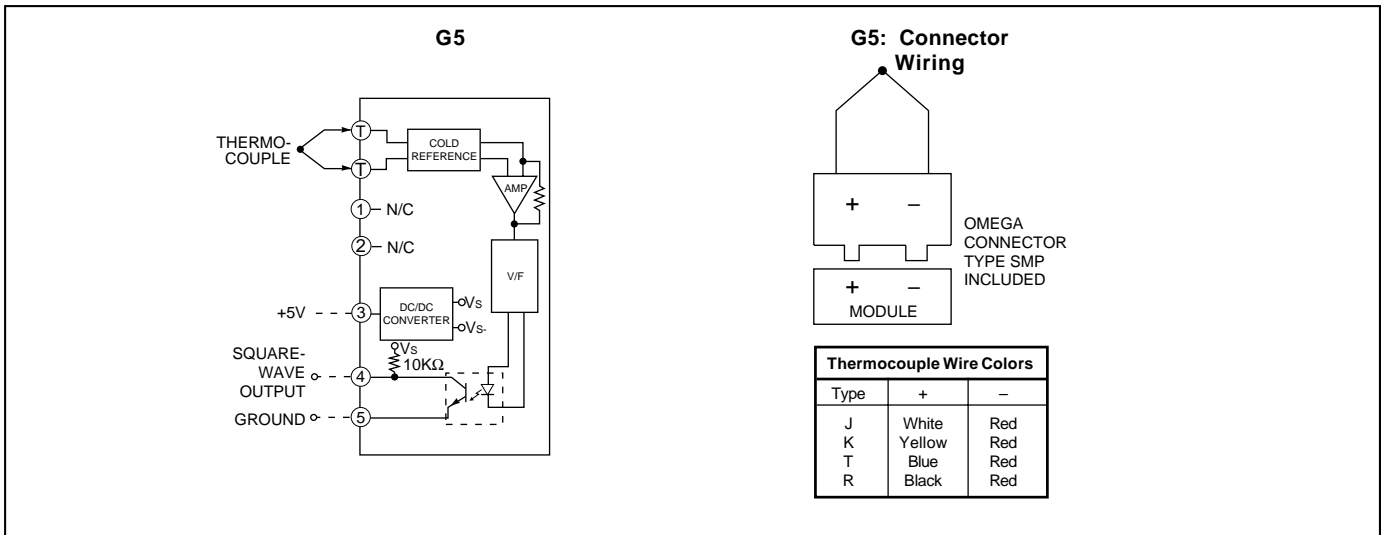 G5
THERMO-
COUPLE
T
T
COLD
REFERENCE
AMP
1
N/C
2
N/C
V/F
+5V
3
DC/DC
CONVERTER
Vs
Vs-
Vs
10KΩ
SQUARE-
WAVE
OUTPUT
4
GROUND
5
G5: Connector
Wiring
+ –
OMEGA
CONNECTOR
TYPE SMP
INCLUDED
+ –
MODULE
Thermocouple Wire Colors
Type + –
J White Red
K Yellow Red
T Blue Red
R Black Red